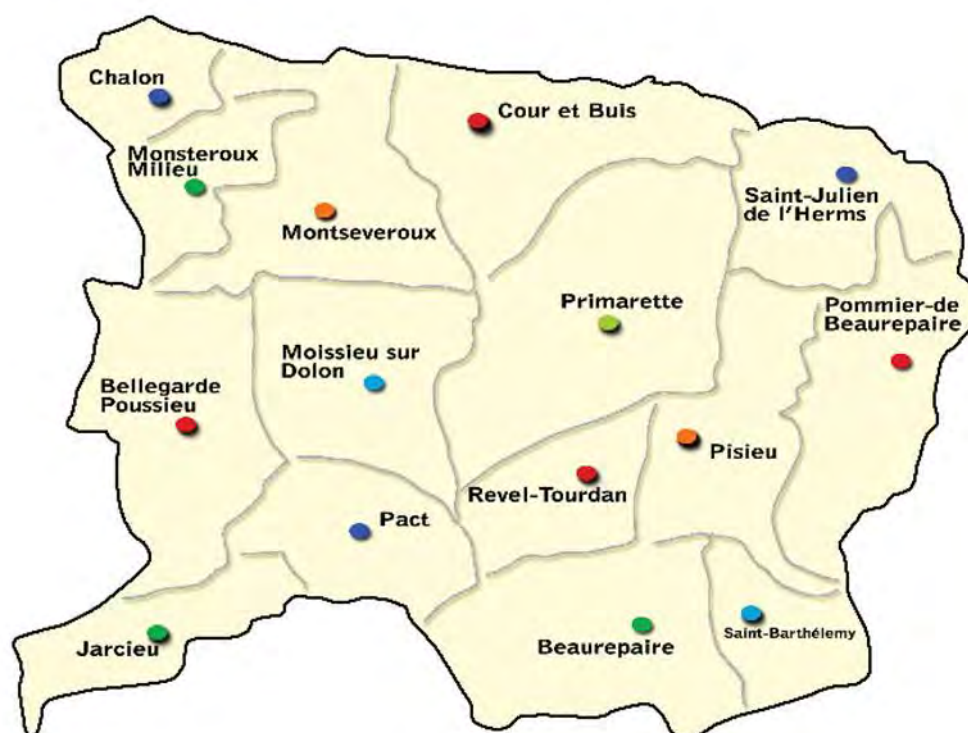 Chalon
Cour et Buis
Monsteroux
Milieu
Saint-Julien
de l'Herms
Montseveroux
Primarette
Pommier-de
Beaurepaire
Moissieu sur
Dolon
Bellegarde
Poussieu
Pisieu
Revel-Tourdan
Pact
Jarcieu
Beaurepaire
Saint-Barthélemy